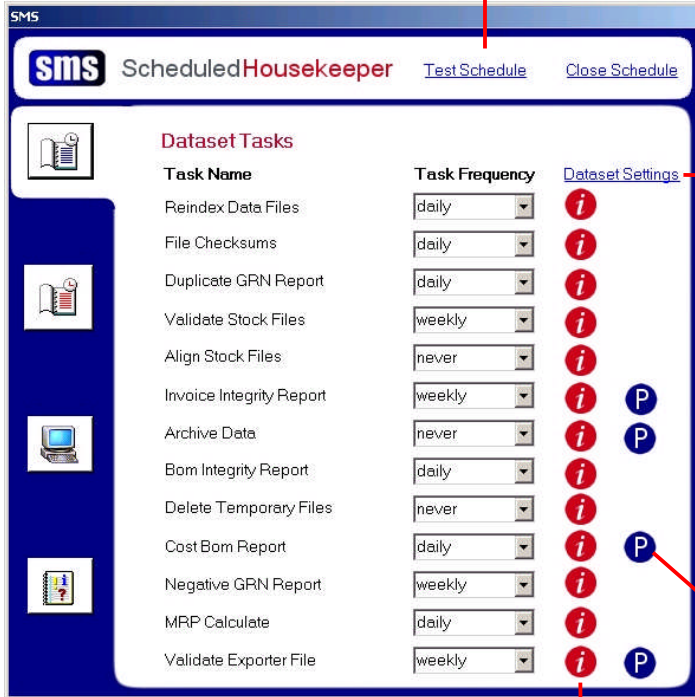 SMS
sms ScheduledHousekeeper Test Schedule Close Schedule
Dataset Tasks
Task Name Task Frequency Dataset Settings
Reindex Data Files daily i
File Checksums daily i
Duplicate GRN Report daily i
Validate Stock Files weekly i
Align Stock Files never i
Invoice Integrity Report weekly i P
Archive Data never i P
Bom Integrity Report daily i
Delete Temporary Files never i
Cost Bom Report daily i P
Negative GRN Report weekly i
MRP Calculate daily i
Validate Exporter File weekly i P
i
?